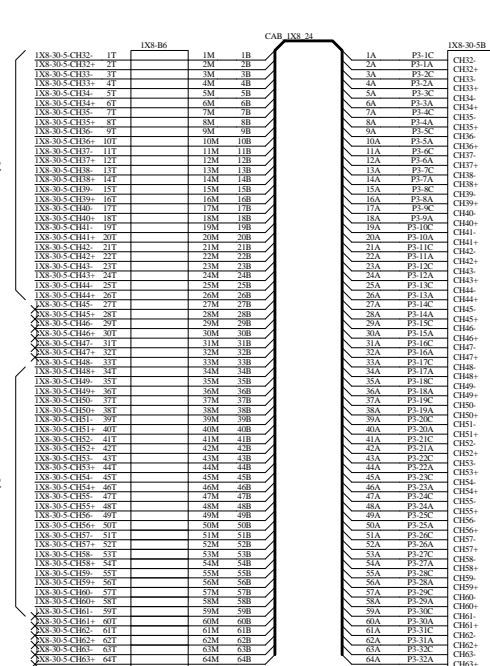 CAB_1X8_24
1X8-B6 1X8-30-5B
1X8-30-5-CH32- 1T 1M 1B 1A P3-1C CH32-
1X8-30-5-CH32+ 2T 2M 2B 2A P3-1A CH32+
1X8-30-5-CH33- 3T 3M 3B 3A P3-2C CH33-
1X8-30-5-CH33+ 4T 4M 4B 4A P3-2A CH33+
1X8-30-5-CH34- 5T 5M 5B 5A P3-3C CH34-
1X8-30-5-CH34+ 6T 6M 6B 6A P3-3A CH34+
1X8-30-5-CH35- 7T 7M 7B 7A P3-4C CH35-
1X8-30-5-CH35+ 8T 8M 8B 8A P3-4A CH35+
1X8-30-5-CH36- 9T 9M 9B 9A P3-5C CH36-
1X8-30-5-CH36+ 10T 10M 10B 10A P3-5A CH36+
1X8-30-5-CH37- 11T 11M 11B 11A P3-6C CH37-
1X8-30-5-CH37+ 12T 12M 12B 12A P3-6A CH37+
1X8-30-5-CH38- 13T 13M 13B 13A P3-7C CH38-
1X8-30-5-CH38+ 14T 14M 14B 14A P3-7A CH38+
1X8-30-5-CH39- 15T 15M 15B 15A P3-8C CH39-
1X8-30-5-CH39+ 16T 16M 16B 16A P3-8A CH39+
1X8-30-5-CH40- 17T 17M 17B 17A P3-9C CH40-
1X8-30-5-CH40+ 18T 18M 18B 18A P3-9A CH40+
1X8-30-5-CH41- 19T 19M 19B 19A P3-10C CH41-
1X8-30-5-CH41+ 20T 20M 20B 20A P3-10A CH41+
1X8-30-5-CH42- 21T 21M 21B 21A P3-11C CH42-
1X8-30-5-CH42+ 22T 22M 22B 22A P3-11A CH42+
1X8-30-5-CH43- 23T 23M 23B 23A P3-12C CH43-
1X8-30-5-CH43+ 24T 24M 24B 24A P3-12A CH43+
1X8-30-5-CH44- 25T 25M 25B 25A P3-13C CH44-
1X8-30-5-CH44+ 26T 26M 26B 26A P3-13A CH44+
1X8-30-5-CH45- 27T 27M 27B 27A P3-14C CH45-
1X8-30-5-CH45+ 28T 28M 28B 28A P3-14A CH45+
1X8-30-5-CH46- 29T 29M 29B 29A P3-15C CH46-
1X8-30-5-CH46+ 30T 30M 30B 30A P3-15A CH46+
1X8-30-5-CH47- 31T 31M 31B 31A P3-16C CH47-
1X8-30-5-CH47+ 32T 32M 32B 32A P3-16A CH47+
1X8-30-5-CH48- 33T 33M 33B 33A P3-17C CH48-
1X8-30-5-CH48+ 34T 34M 34B 34A P3-17A CH48+
1X8-30-5-CH49- 35T 35M 35B 35A P3-18C CH49-
1X8-30-5-CH49+ 36T 36M 36B 36A P3-18A CH49+
1X8-30-5-CH50- 37T 37M 37B 37A P3-19C CH50-
1X8-30-5-CH50+ 38T 38M 38B 38A P3-19A CH50+
1X8-30-5-CH51- 39T 39M 39B 39A P3-20C CH51-
1X8-30-5-CH51+ 40T 40M 40B 40A P3-20A CH51+
1X8-30-5-CH52- 41T 41M 41B 41A P3-21C CH52-
1X8-30-5-CH52+ 42T 42M 42B 42A P3-21A CH52+
1X8-30-5-CH53- 43T 43M 43B 43A P3-22C CH53-
1X8-30-5-CH53+ 44T 44M 44B 44A P3-22A CH53+
1X8-30-5-CH54- 45T 45M 45B 45A P3-23C CH54-
1X8-30-5-CH54+ 46T 46M 46B 46A P3-23A CH54+
1X8-30-5-CH55- 47T 47M 47B 47A P3-24C CH55-
1X8-30-5-CH55+ 48T 48M 48B 48A P3-24A CH55+
1X8-30-5-CH56- 49T 49M 49B 49A P3-25C CH56-
1X8-30-5-CH56+ 50T 50M 50B 50A P3-25A CH56+
1X8-30-5-CH57- 51T 51M 51B 51A P3-26C CH57-
1X8-30-5-CH57+ 52T 52M 52B 52A P3-26A CH57+
1X8-30-5-CH58- 53T 53M 53B 53A P3-27C CH58-
1X8-30-5-CH58+ 54T 54M 54B 54A P3-27A CH58+
1X8-30-5-CH59- 55T 55M 55B 55A P3-28C CH59-
1X8-30-5-CH59+ 56T 56M 56B 56A P3-28A CH59+
1X8-30-5-CH60- 57T 57M 57B 57A P3-29C CH60-
1X8-30-5-CH60+ 58T 58M 58B 58A P3-29A CH60+
1X8-30-5-CH61- 59T 59M 59B 59A P3-30C CH61-
1X8-30-5-CH61+ 60T 60M 60B 60A P3-30A CH61+
1X8-30-5-CH62- 61T 61M 61B 61A P3-31C CH62-
1X8-30-5-CH62+ 62T 62M 62B 62A P3-31A CH62+
1X8-30-5-CH63- 63T 63M 63B 63A P3-32C CH63-
1X8-30-5-CH63+ 64T 64M 64B 64A P3-32A CH63+